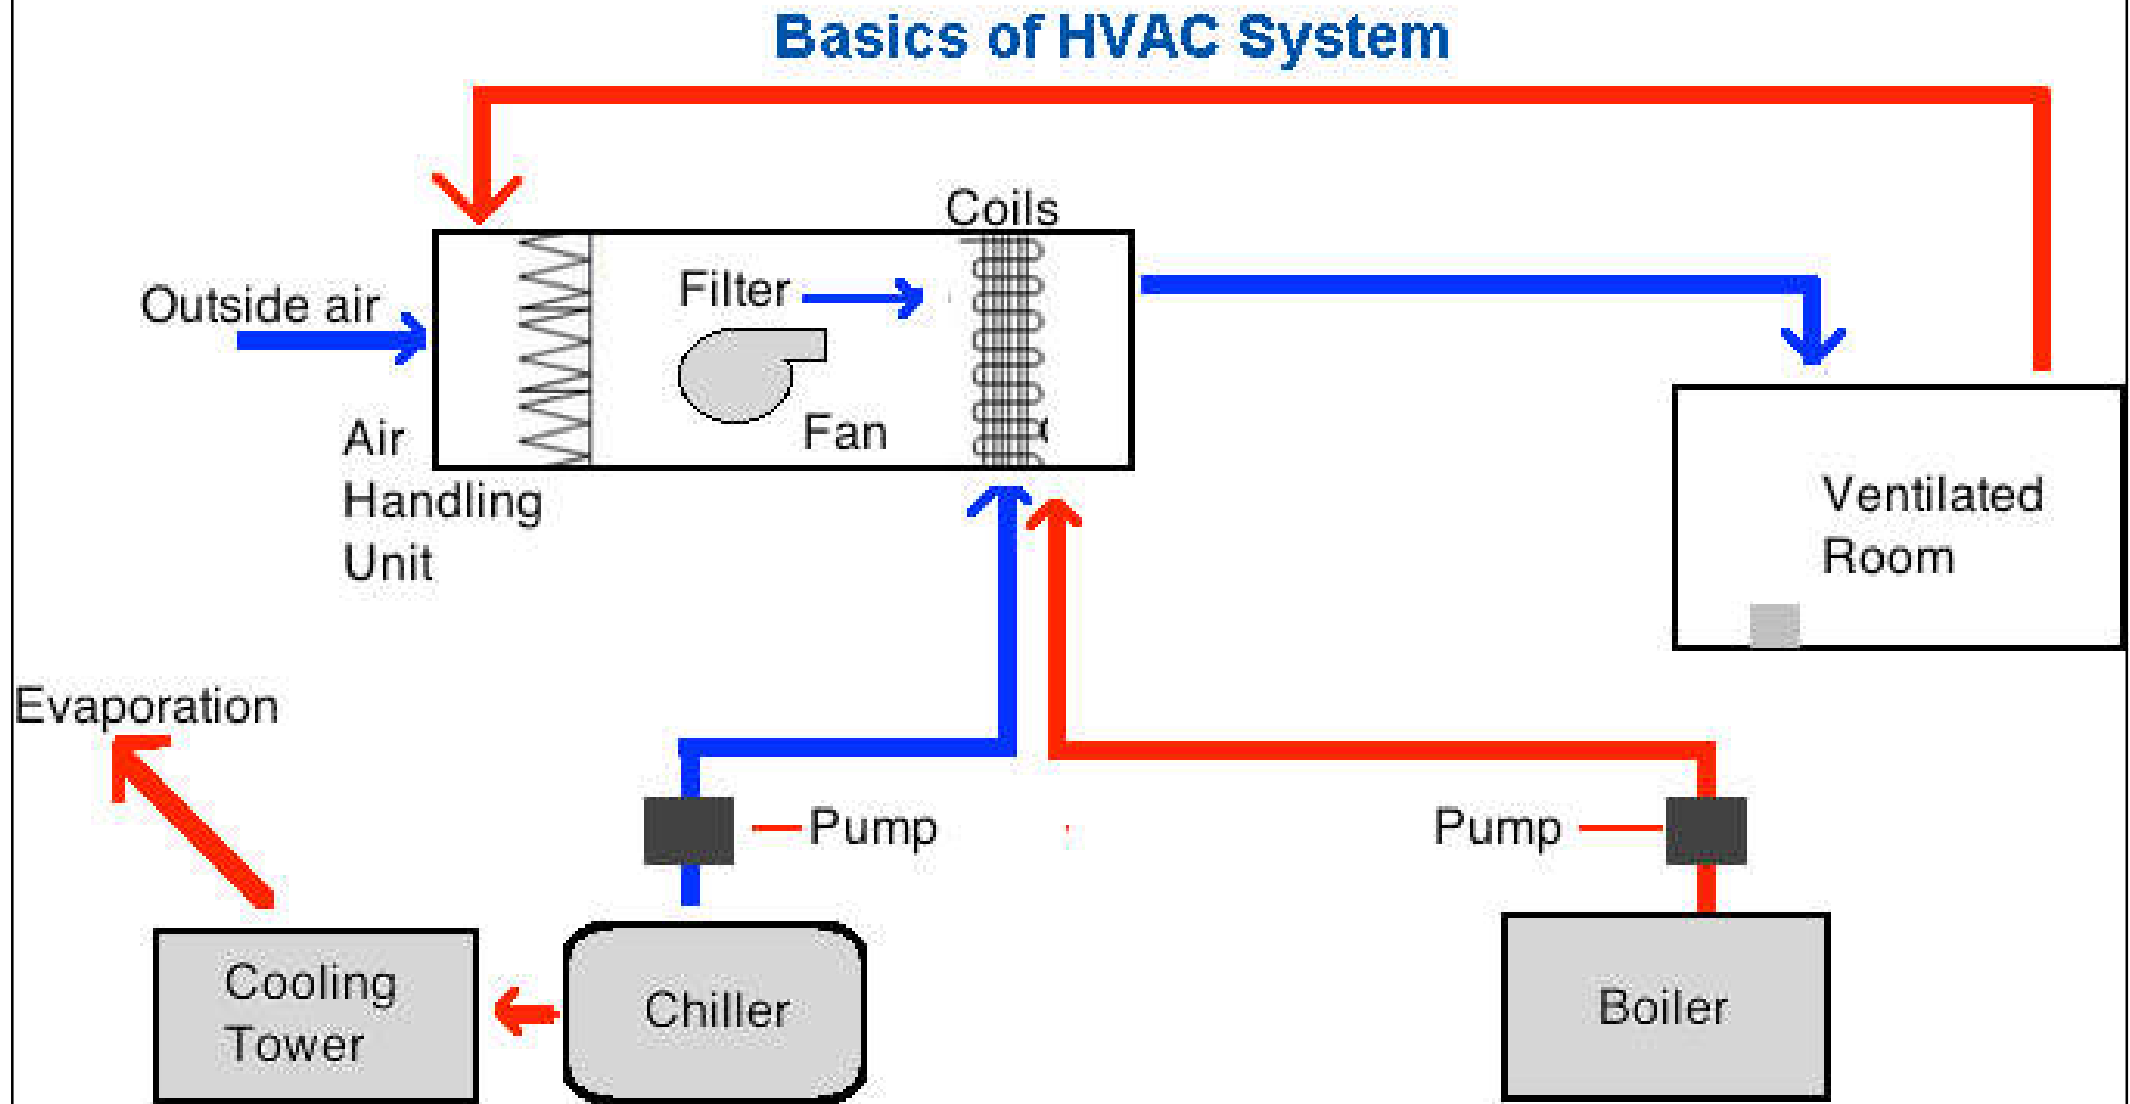 Basics of HVAC System
Coils
Outside air
Filter
Fan
Air
Handling
Unit
Ventilated
Room
Evaporation
Pump
Pump
Cooling
Tower
Chiller
Boiler